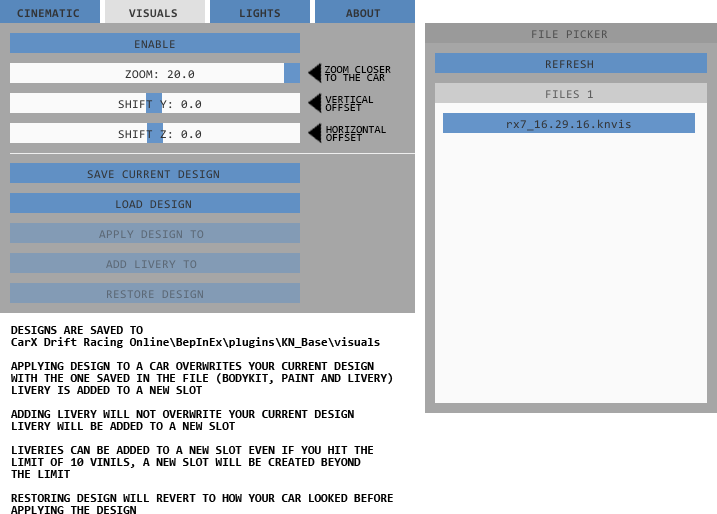 CINEMATIC
VISUALS
LIGHTS
ABOUT
ENABLE
ZOOM: 20.0
ZOOM CLOSER
TO THE CAR
SHIFT Y: 0.0
VERTICAL
OFFSET
SHIFT Z: 0.0
HORIZONTAL
OFFSET
SAVE CURRENT DESIGN
LOAD DESIGN
APPLY DESIGN TO
ADD LIVERY TO
RESTORE DESIGN
DESIGNS ARE SAVED TO
CarX Drift Racing Online\BepInEx\plugins\KN_Base\visuals
APPLYING DESIGN TO A CAR OVERWRITES YOUR CURRENT DESIGN
WITH THE ONE SAVED IN THE FILE (BODYKIT, PAINT AND LIVERY)
LIVERY IS ADDED TO A NEW SLOT
ADDING LIVERY WILL NOT OVERWRITE YOUR CURRENT DESIGN
LIVERY WILL BE ADDED TO A NEW SLOT
LIVERIES CAN BE ADDED TO A NEW SLOT EVEN IF YOU HIT THE
LIMIT OF 10 VINILS, A NEW SLOT WILL BE CREATED BEYOND
THE LIMIT
RESTORING DESIGN WILL REVERT TO HOW YOUR CAR LOOKED BEFORE
APPLYING THE DESIGN
FILE PICKER
REFRESH
FILES 1
rx7_16.29.16.knvis